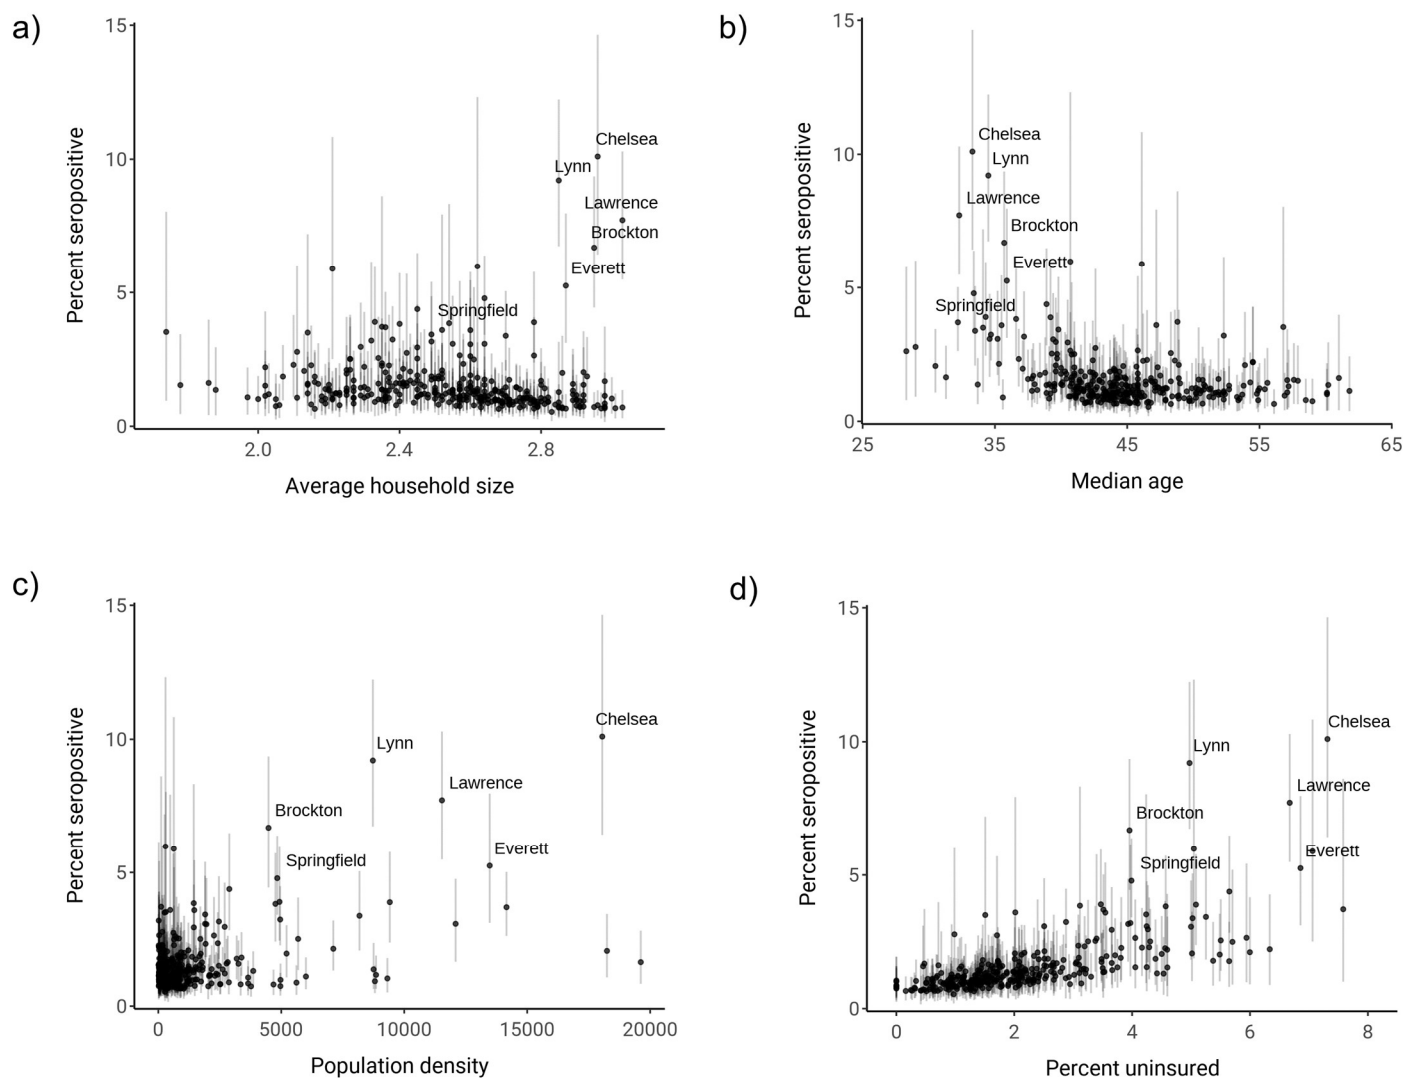 a)
15
10
5
0
Percent seropositive
Chelsea
Lynn
Lawrence
Brockton
Everett
Springfield
2.0 2.4 2.8
Average household size
b)
15
10
5
0
Percent seropositive
Chelsea
Lynn
Lawrence
Brockton
Everett
Springfield
25 35 45 55 65
Median age
c)
15
10
5
0
Percent seropositive
Chelsea
Lynn
Lawrence
Brockton
Everett
Springfield
0 5000 10000 15000 20000
Population density
d)
15
10
5
0
Percent seropositive
Chelsea
Lynn
Lawrence
Brockton
Everett
Springfield
0 2 4 6 8
Percent uninsured